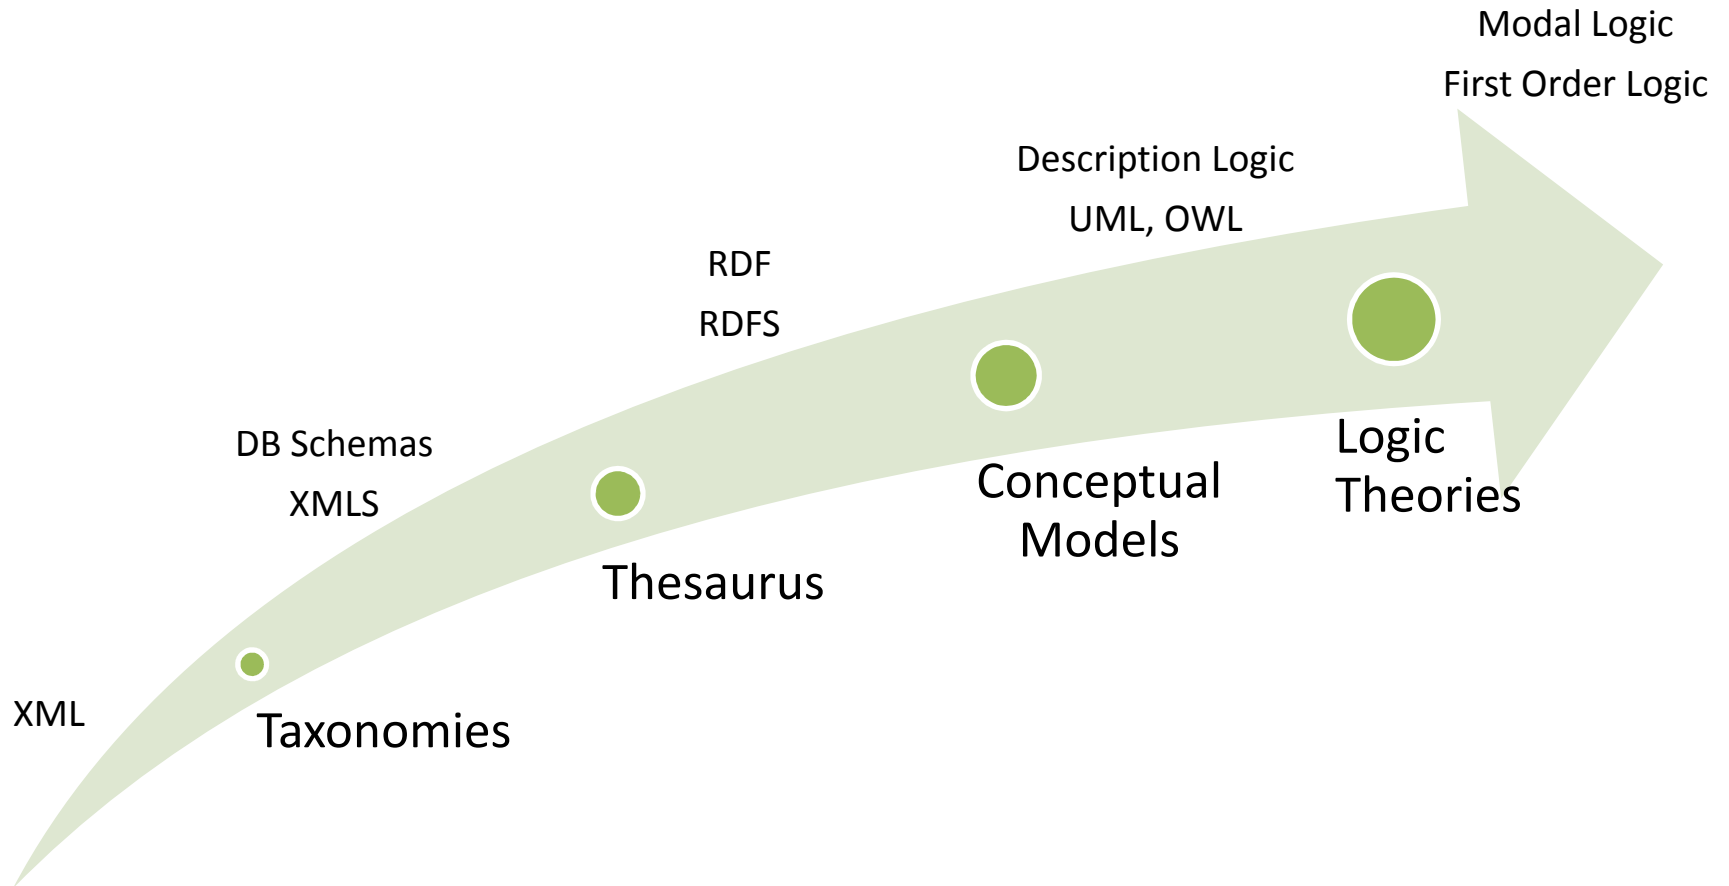 Modal Logic
First Order Logic
Description Logic
UML, OWL
RDF
RDFS
DB Schemas
XMLS
XML
Logic
Theories
Conceptual
Models
Thesaurus
Taxonomies